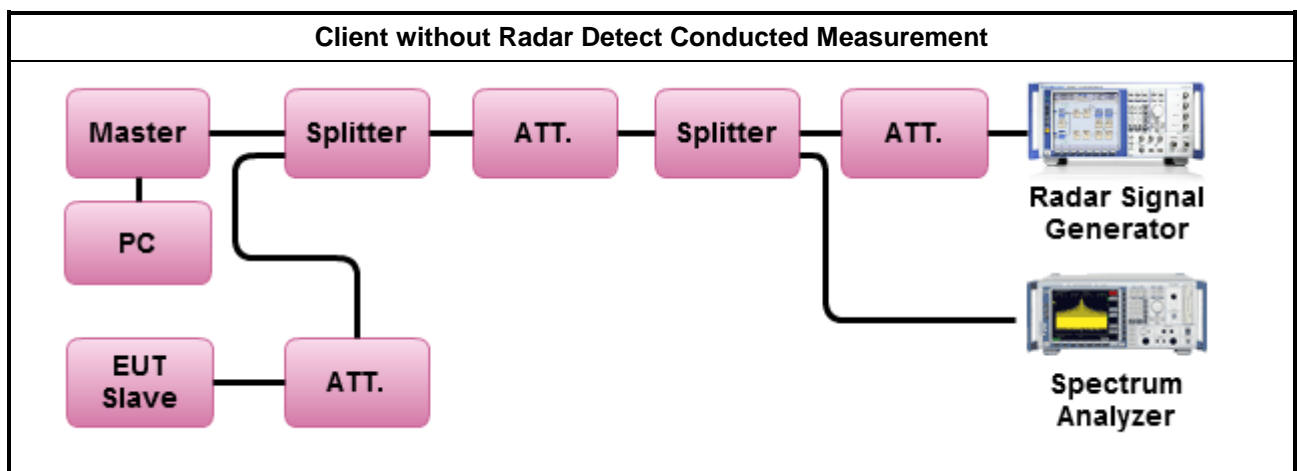 Client without Radar Detect Conducted Measurement
Master
Splitter
ATT.
Splitter
ATT.
Radar Signal
Generator
PC
EUT
Slave
ATT.
Spectrum
Analyzer